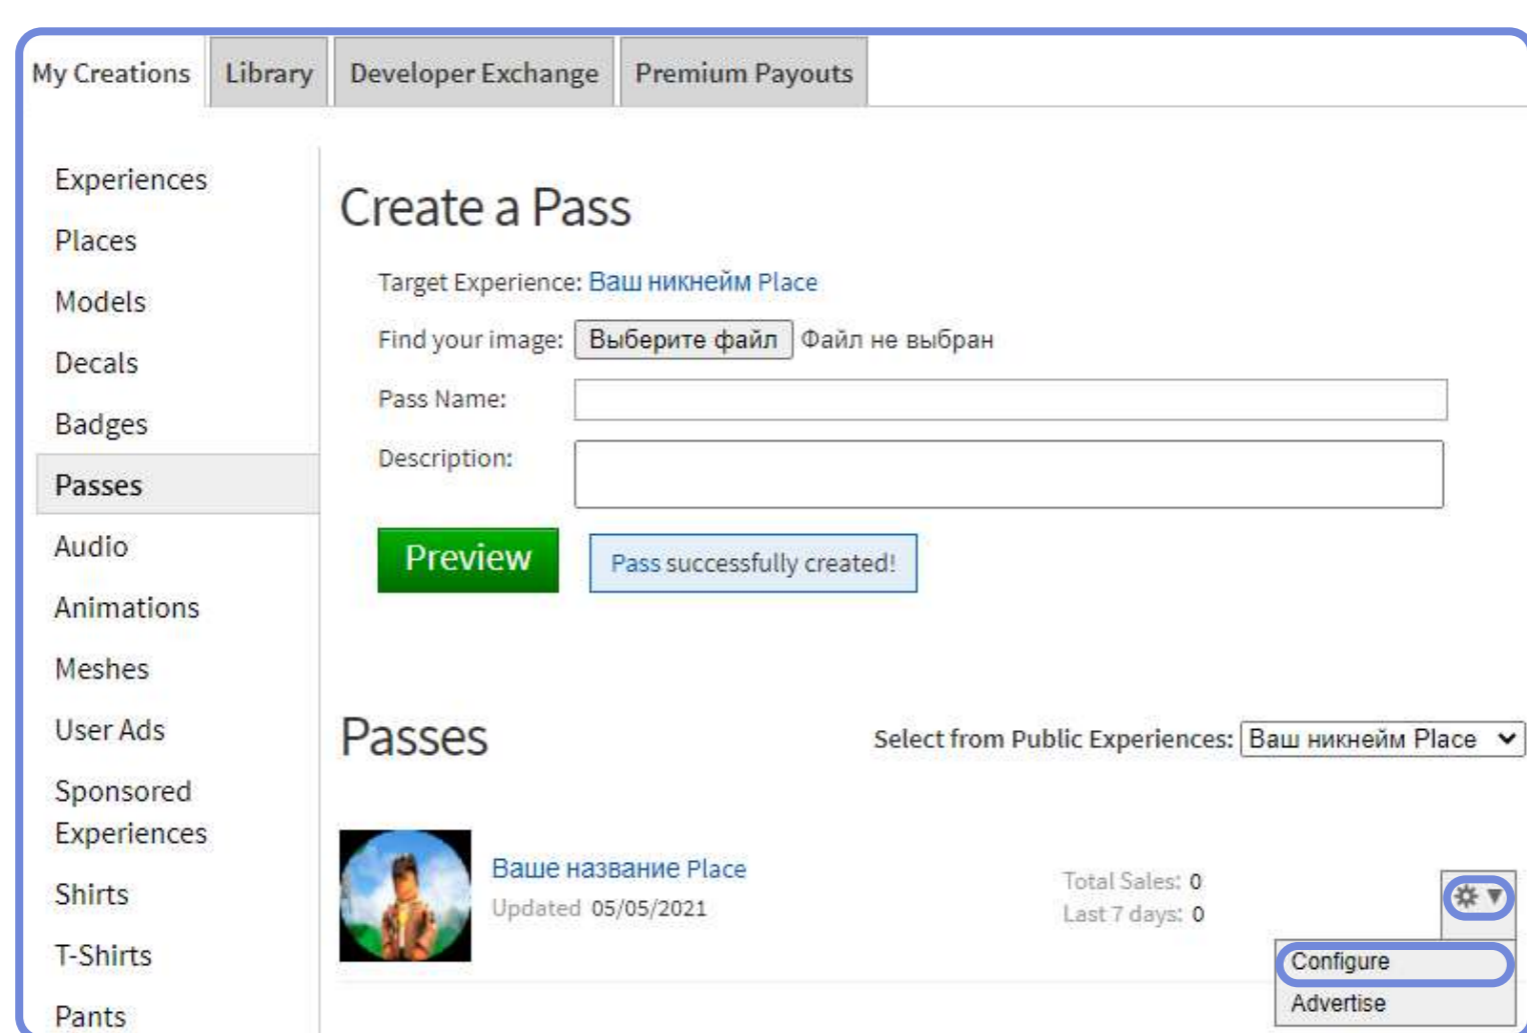 My Creations Library Developer Exchange Premium Payouts
Experiences
Places
Models
Decals
Badges
Passes
Audio
Animations
Meshes
User Ads
Sponsored
Experiences
Shirts
T-Shirts
Pants
Create a Pass
Target Experience: Ваш никнейм Place
Find your image: Выберите файл Файл не выбран
Pass Name:
Description:
Preview Pass successfully created!
Passes Select from Public Experiences: Ваш никнейм Place
Ваше название Place
Updated 05/05/2021
Total Sales: 0
Last 7 days: 0
Configure
Advertise